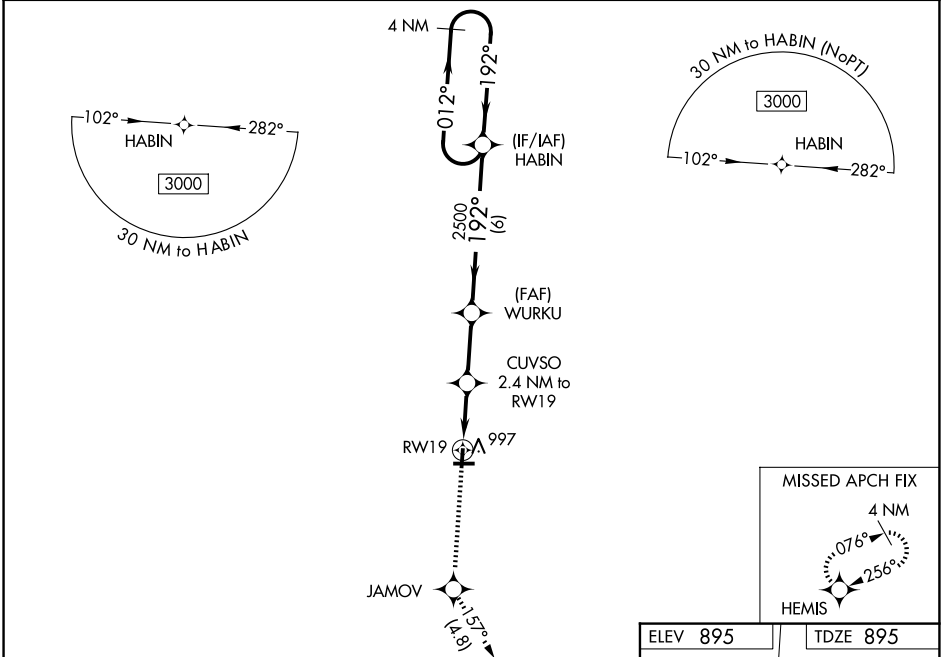 4 NM
192°
012°
102°
282°
HABIN
3000
30 NM to HABIN
(IF/IAF)
HABIN
30 NM to HABIN (NoPT)
3000
HABIN
102°
282°
2500
192°
(6)
(FAF)
WURKU
CUVSO
2.4 NM to
RW19
RW19
997
JAMOV
157°
(4.8)
MISSED APCH FIX
4 NM
076°
256°
HEMIS
ELEV 895
TDZE 895